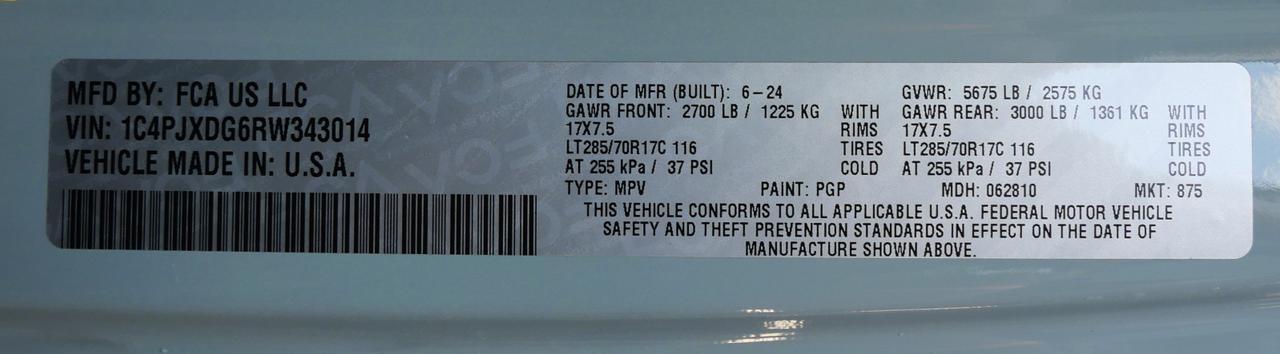 MFD BY: FCA US LLC
VIN: 1C4PJXDG6RW343014
VEHICLE MADE IN: U.S.A.
DATE OF MFR (BUILT): 6-24 GVWR: 5675 LB / 2575 KG
GAWR FRONT: 2700 LB / 1225 KG WITH GAWR REAR: 3000 LB / 1361 KG WITH
17X7.5 RIMS 17X7.5 RIMS
LT285/70R17C 116 TIRES LT285/70R17C 116 TIRES
AT 255 kPa / 37 PSI COLD AT 255 kPa / 37 PSI COLD
TYPE: MPV PAINT: PGP MDH: 062810 MKT: 875
THIS VEHICLE CONFORMS TO ALL APPLICABLE U.S.A. FEDERAL MOTOR VEHICLE
SAFETY AND THEFT PREVENTION STANDARDS IN EFFECT ON THE DATE OF
MANUFACTURE SHOWN ABOVE.